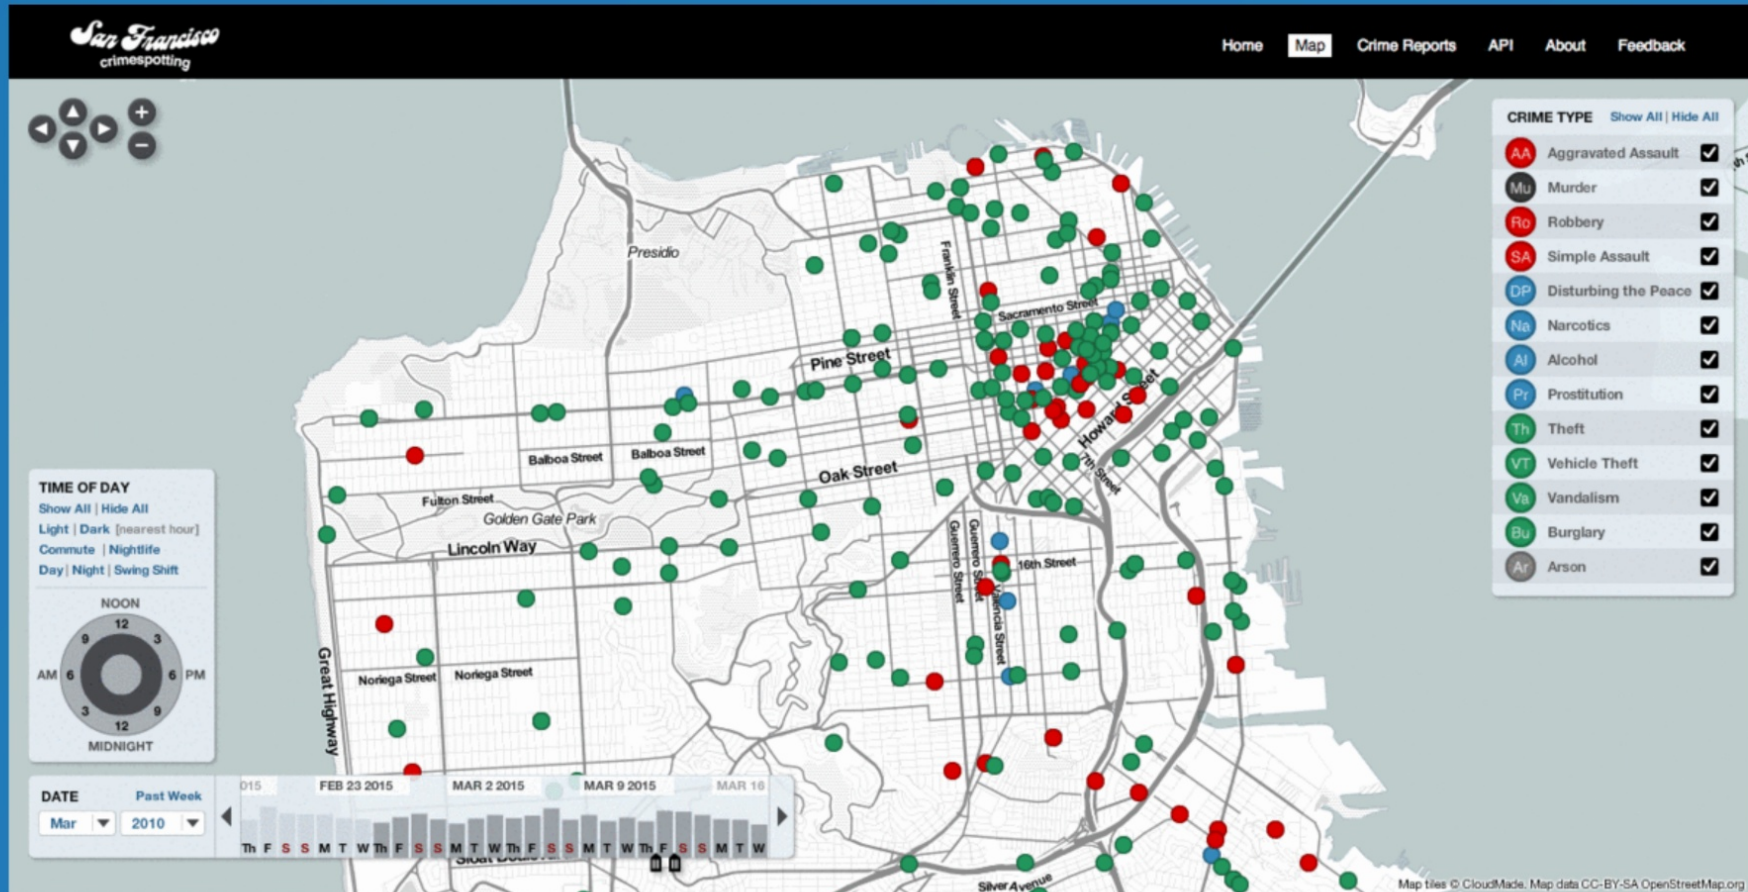 San Francisco
crimespotting
Home Map Crime Reports API About Feedback
CRIME TYPE Show All | Hide All
AA Aggravated Assault
Mu Murder
Ro Robbery
SA Simple Assault
DP Disturbing the Peace
Na Narcotics
Al Alcohol
Pr Prostitution
Th Theft
VT Vehicle Theft
Va Vandalism
Bu Burglary
Ar Arson
Presidio
Franklin Street
Sacramento Street
Pine Street
Howard Street
7th Street
Balboa Street
Balboa Street
Oak Street
Fulton Street
Golden Gate Park
Lincoln Way
Guerrero Street
Guerrero Street
16th Street
Valencia Street
Great Highway
Noriega Street
Noriega Street
Silver Avenue
TIME OF DAY
Show All | Hide All
Light | Dark [nearest hour]
Commute | Nightlife
Day | Night | Swing Shift
NOON
12
9 3
AM 6 6 PM
3 9
12
MIDNIGHT
DATE Past Week
Mar 2010
015 FEB 23 2015 MAR 2 2015 MAR 9 2015 MAR 16
Th F S S M T W Th F S S M T W Th F S S M T W Th F S S M T W
Map tiles © CloudMade. Map data CC-BY-SA OpenStreetMap.org